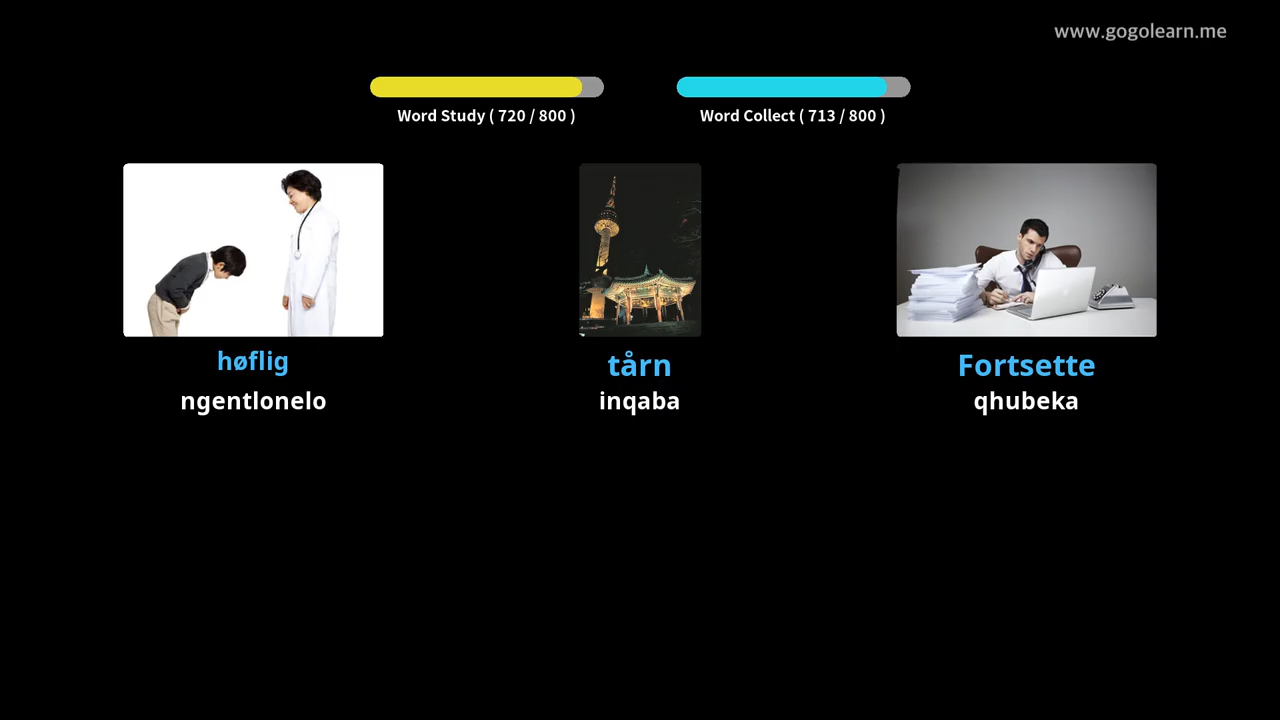 www.gogolearn.me
Word Study ( 720 / 800 )
Word Collect ( 713 / 800 )
høflig
ngentlonelo
tårn
inqaba
Fortsette
qhubeka